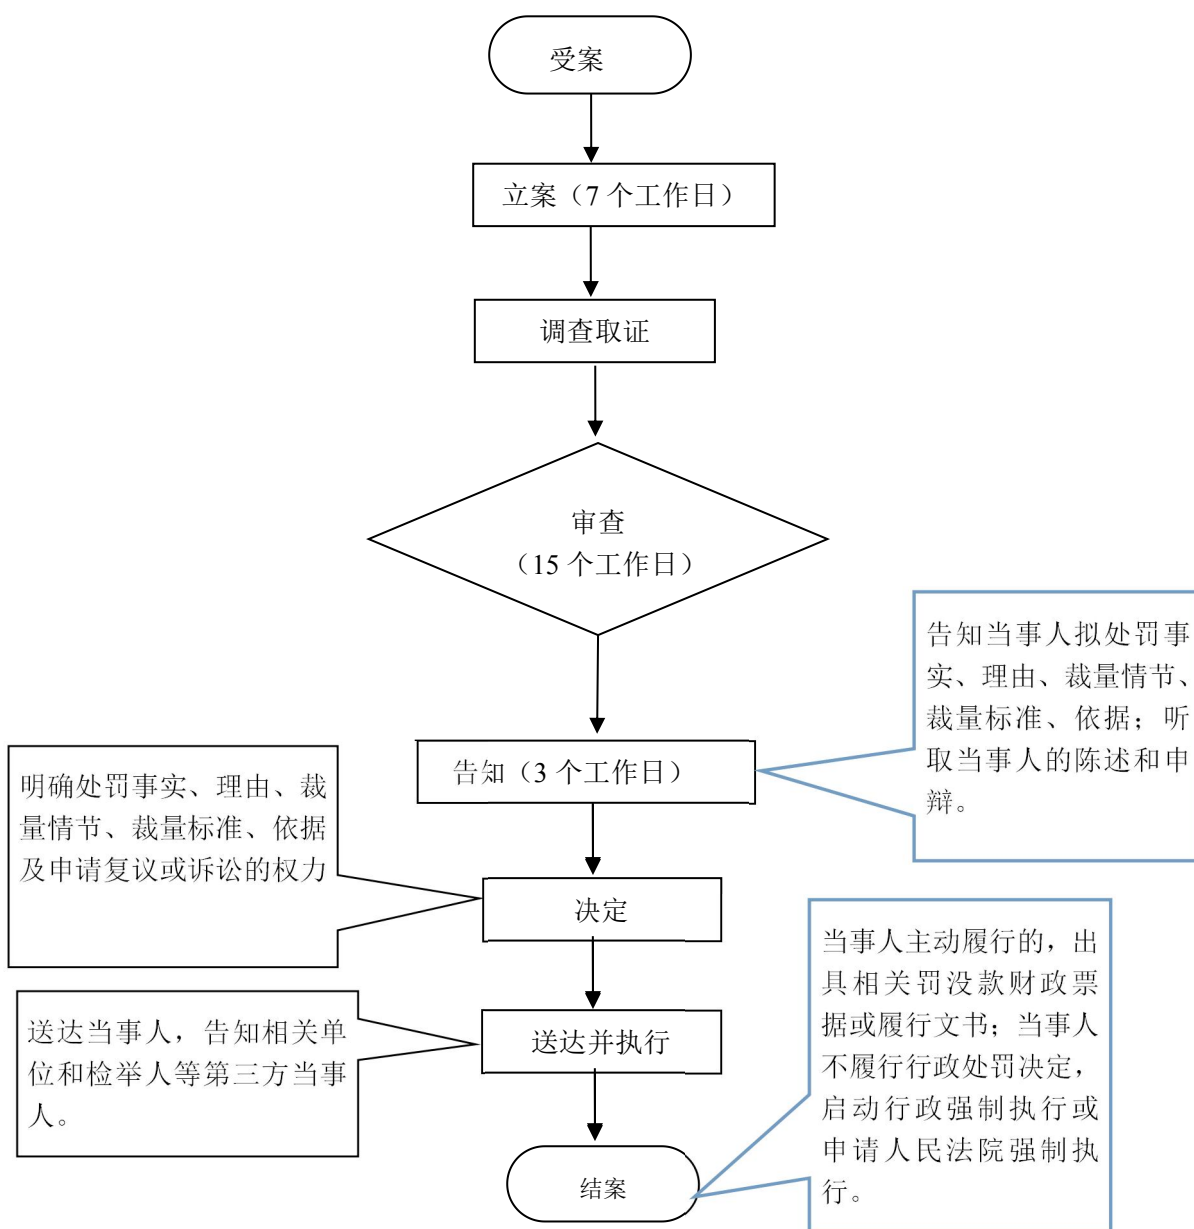 受案
立案（7 个工作日）
调查取证
审查
（15 个工作日）
告知当事人拟处罚事
实、理由、裁量情节、
裁量标准、依据；听
取当事人的陈述和申
辩。
告知（3 个工作日）
明确处罚事实、理由、裁
量情节、裁量标准、依据
及申请复议或诉讼的权力
决定
当事人主动履行的，出
具相关罚没款财政票
据或履行文书；当事人
不履行行政处罚决定，
启动行政强制执行或
申请人民法院强制执
行。
送达当事人，告知相关单
位和检举人等第三方当事
人。
送达并执行
结案